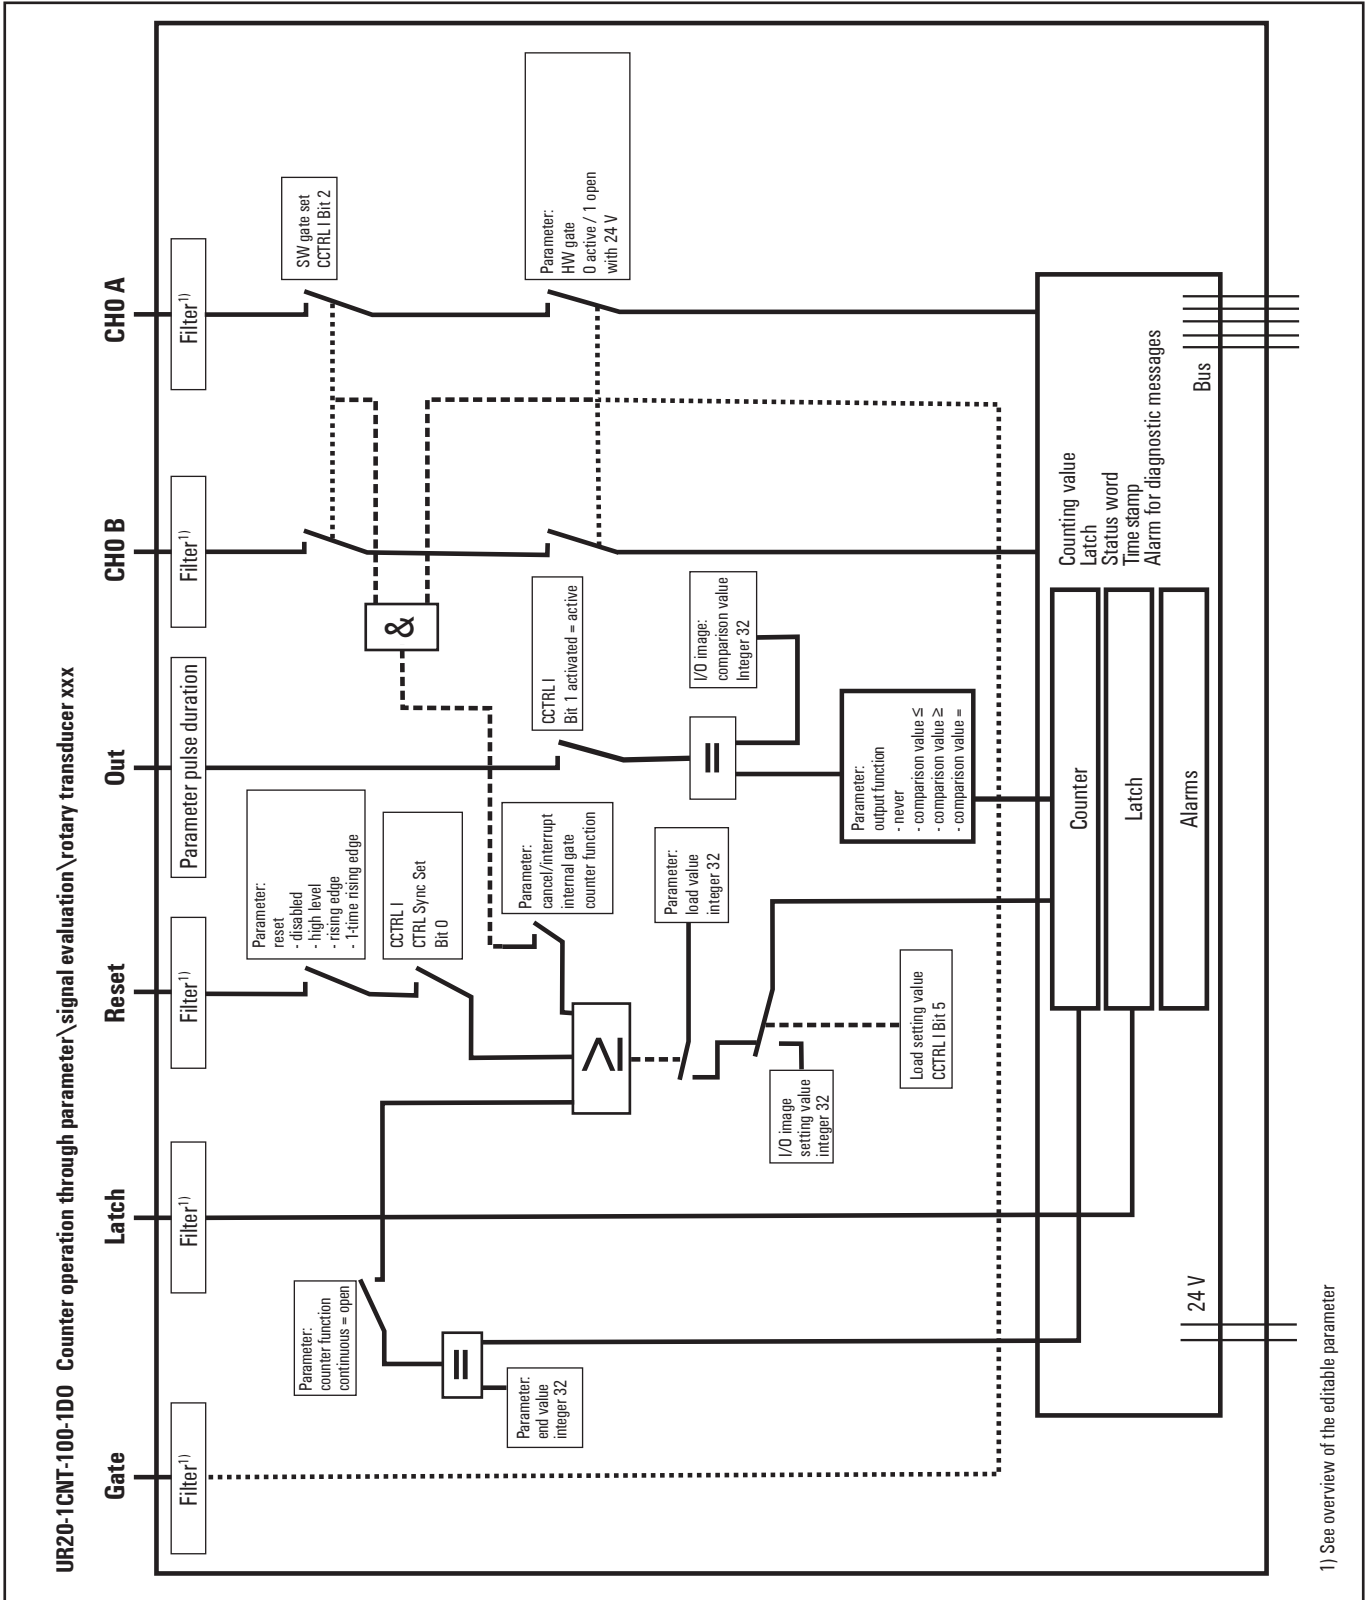 UR20-1CNT-100-1DO Counter operation through parameter\signal evaluation\rotary transducer xxx
Gate
Latch
Reset
Out
CH0 B
CH0 A
Filter1)
Filter1)
Filter1)
Parameter pulse duration
Filter1)
Filter1)
Parameter:
counter function
continuous = open
=
Parameter:
end value
integer 32
Parameter:
reset
- disabled
- high level
- rising edge
- 1-time rising edge
CCTRL I
CTRL Sync Set
Bit 0
Parameter:
cancel/interrupt
internal gate
counter function
≥
Parameter:
load value
integer 32
I/O image
setting value
integer 32
Load setting value
CCTRL I Bit 5
&
CCTRL I
Bit 1 activated = active
=
I/O image:
comparison value
Integer 32
Parameter:
output function
- never
- comparison value ≤
- comparison value ≥
- comparison value =
SW gate set
CCTRL I Bit 2
Parameter:
HW gate
0 active / 1 open
with 24 V
Counter
Latch
Alarms
Counting value
Latch
Status word
Time stamp
Alarm for diagnostic messages
24 V
Bus
1) See overview of the editable parameter